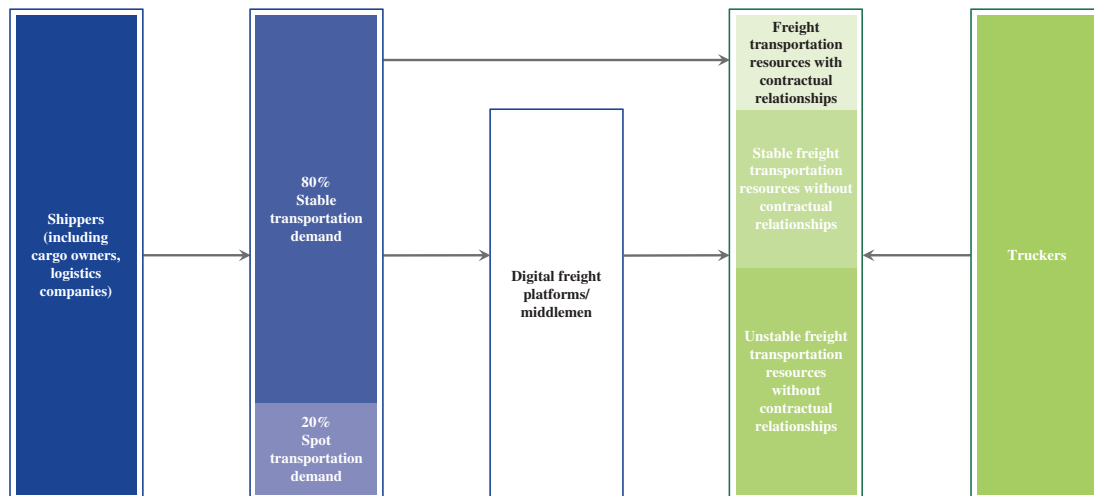 Shippers
(including
cargo owners,
logistics
companies)
80%
Stable
transportation
demand
20%
Spot
transportation
demand
Digital freight
platforms/
middlemen
Freight
transportation
resources with
contractual
relationships
Stable freight
transportation
resources without
contractual
relationships
Unstable freight
transportation
resources
without
contractual
relationships
Truckers